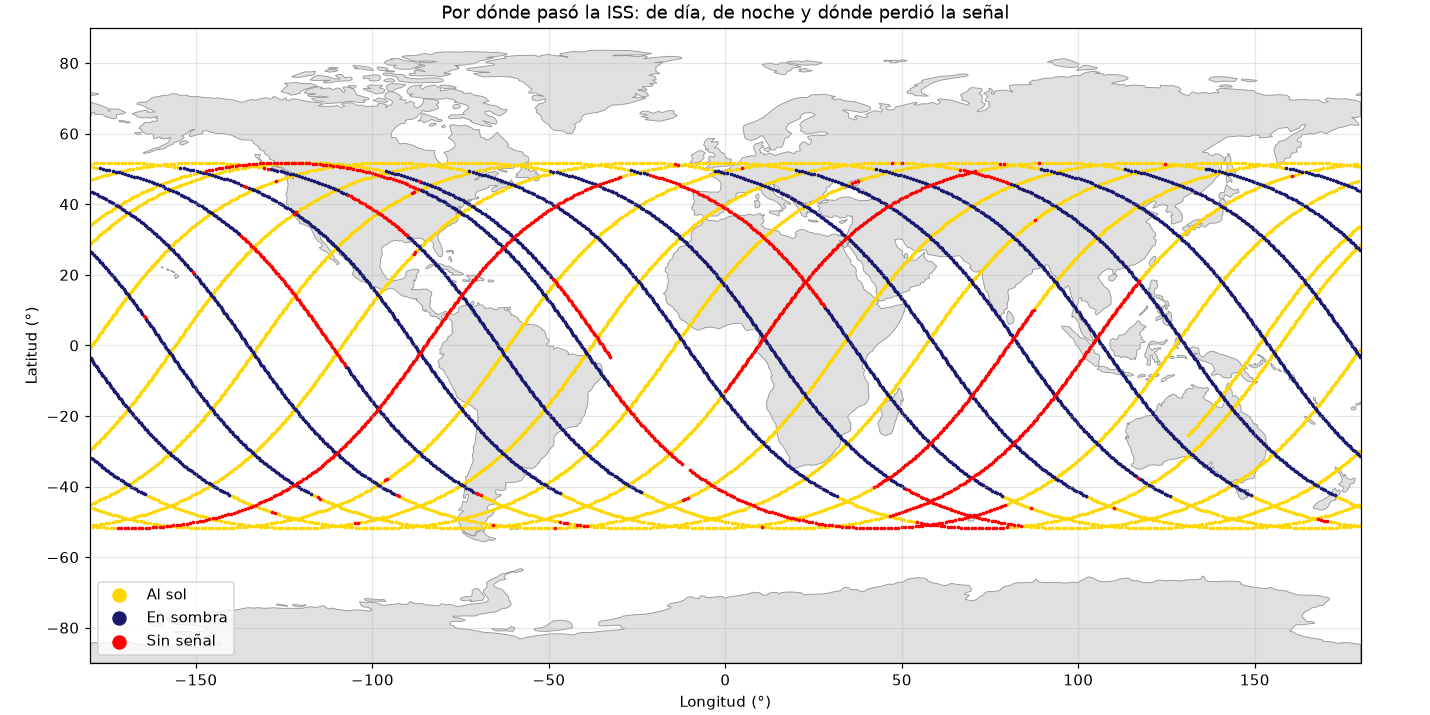 Por dónde pasó la ISS: de día, de noche y dónde perdió la señal
Latitud (°)
80
60
40
20
0
−20
−40
−60
−80
Al sol
En sombra
Sin señal
−150
−100
−50
0
50
100
150
Longitud (°)